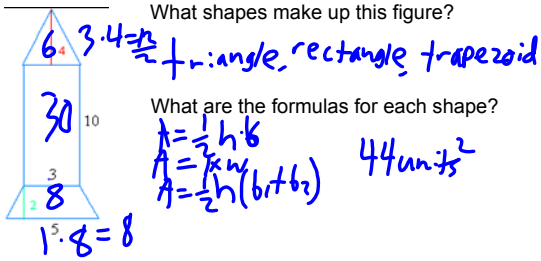 What shapes make up this figure?
6 4 3·4=12/2
triangle, rectangle, trapezoid
30 10
What are the formulas for each shape?
A=1/2 h·b
A=l×w
A=1/2 h(b₁+b₂)
44 units²
3
8
2
5
1·8=8